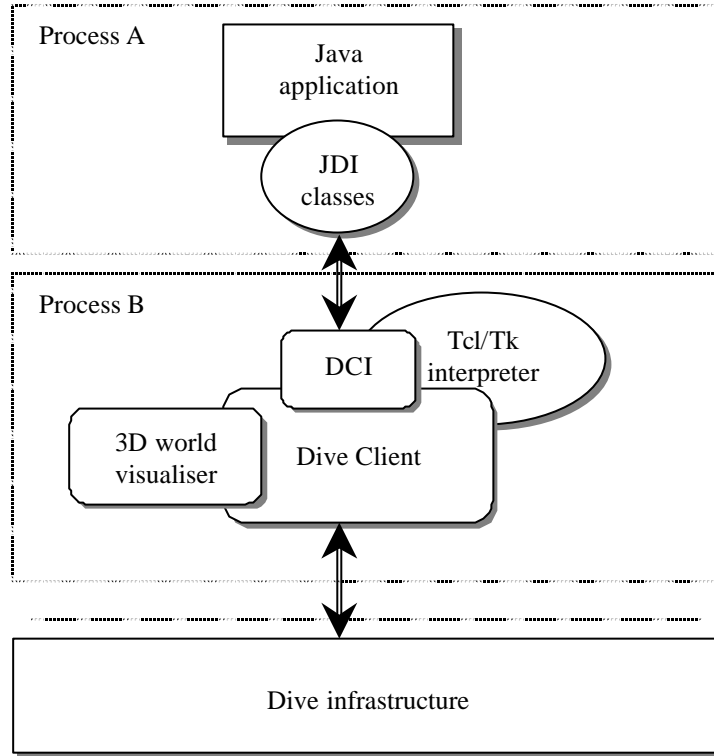 Process A
Java
application
JDI
classes
Process B
DCI
Tcl/Tk
interpreter
3D world
visualiser
Dive Client
Dive infrastructure